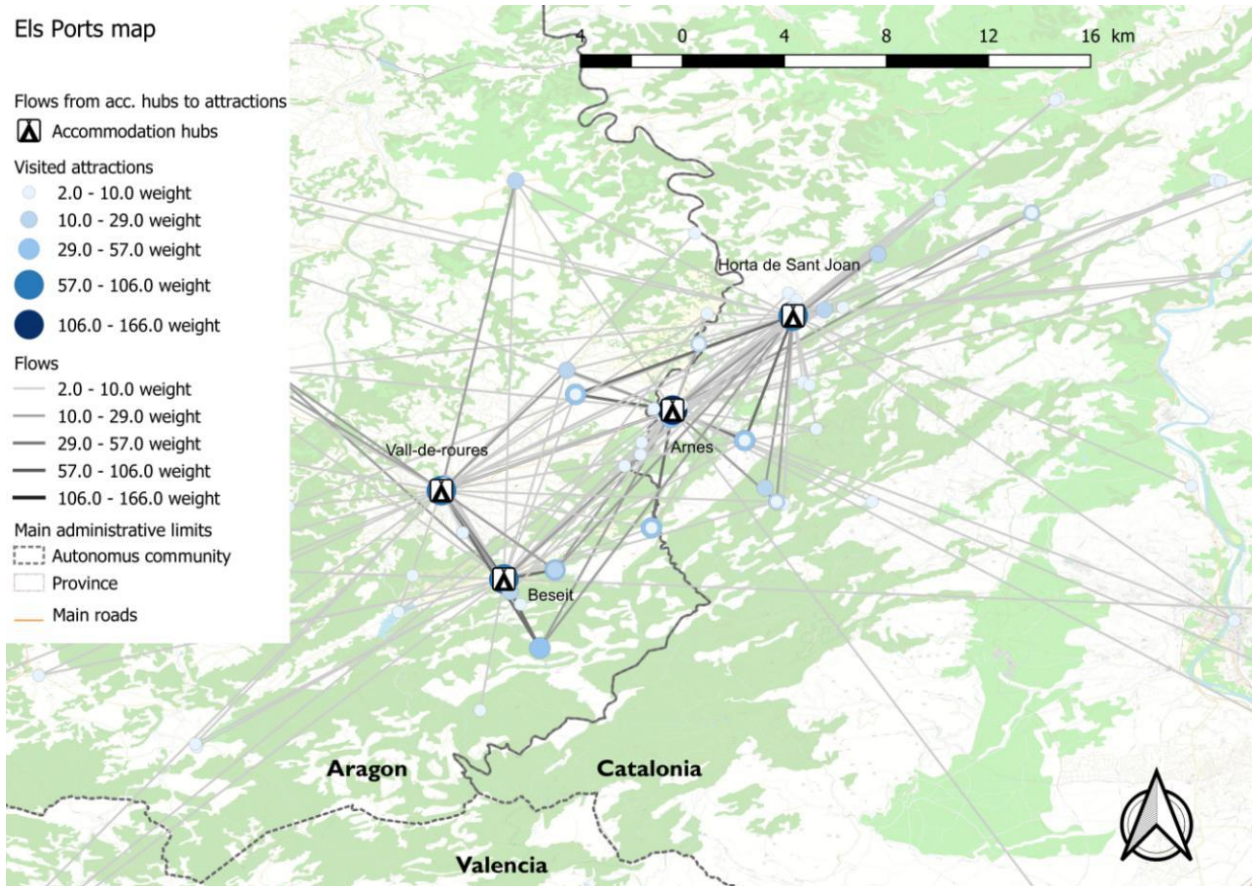 Els Ports map
Flows from acc. hubs to attractions
Accommodation hubs
Visited attractions
2.0 - 10.0 weight
10.0 - 29.0 weight
29.0 - 57.0 weight
57.0 - 106.0 weight
106.0 - 166.0 weight
Flows
2.0 - 10.0 weight
10.0 - 29.0 weight
29.0 - 57.0 weight
57.0 - 106.0 weight
106.0 - 166.0 weight
Main administrative limits
Autonomus community
Province
Main roads
4 0 4 8 12 16 km
Horta de Sant Joan
Arnes
Vall-de-roures
Beseit
Aragon
Catalonia
Valencia